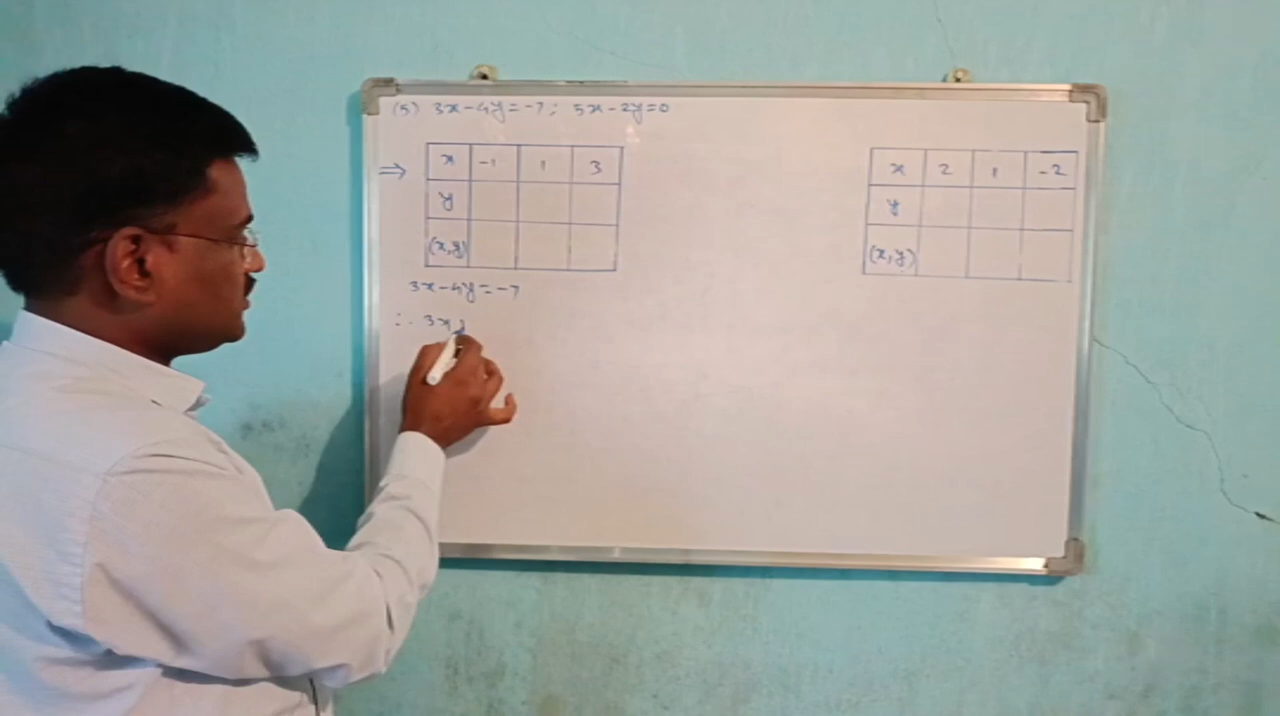 (5) 3x-4y=-7; 5x-2y=0
⇒ x -1 1 3
y
(x,y)
x 2 1 -2
y
(x,y)
3x-4y=-7
∴ 3x